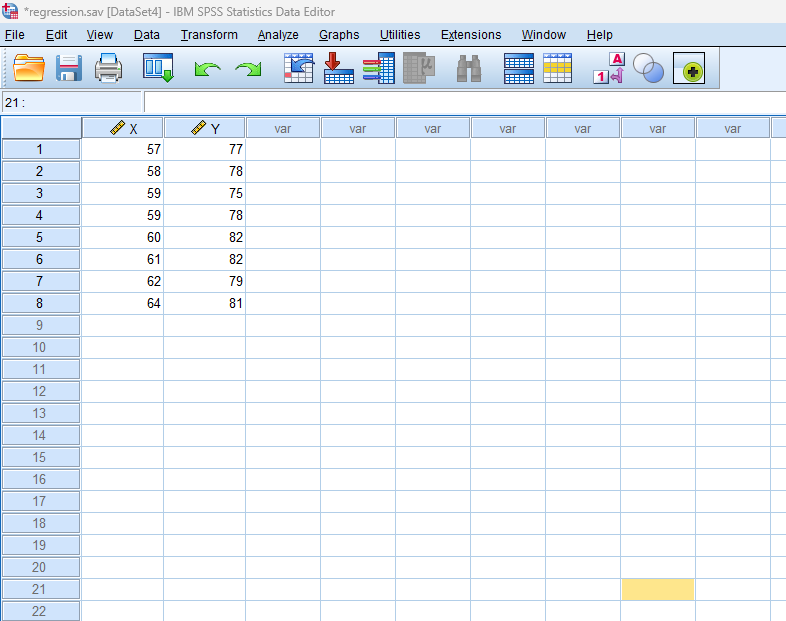 *regression.sav [DataSet4] - IBM SPSS Statistics Data Editor
File Edit View Data Transform Analyze Graphs Utilities Extensions Window Help
μ 1 A
21 :
X Y var var var var var var var
1 57 77
2 58 78
3 59 75
4 59 78
5 60 82
6 61 82
7 62 79
8 64 81
9
10
11
12
13
14
15
16
17
18
19
20
21
22